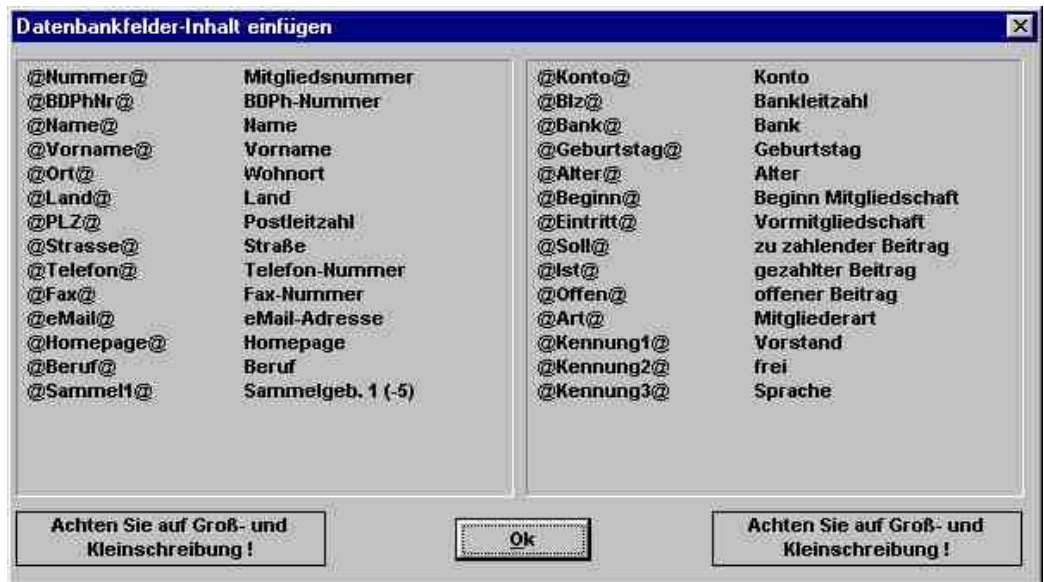 Datenbankfelder-Inhalt einfügen
@Nummer@ Mitgliedsnummer
@BDPhNr@ BDPh-Nummer
@Name@ Name
@Vorname@ Vorname
@Ort@ Wohnort
@Land@ Land
@PLZ@ Postleitzahl
@Strasse@ Straße
@Telefon@ Telefon-Nummer
@Fax@ Fax-Nummer
@eMail@ eMail-Adresse
@Homepage@ Homepage
@Beruf@ Beruf
@Sammel1@ Sammelgeb. 1 (-5)
@Konto@ Konto
@Blz@ Bankleitzahl
@Bank@ Bank
@Geburtstag@ Geburtstag
@Alter@ Alter
@Beginn@ Beginn Mitgliedschaft
@Eintritt@ Vormitgliedschaft
@Soll@ zu zahlender Beitrag
@Ist@ gezahlter Beitrag
@Offen@ offener Beitrag
@Art@ Mitgliederart
@Kennung1@ Vorstand
@Kennung2@ frei
@Kennung3@ Sprache
Achten Sie auf Groß- und
Kleinschreibung !
Ok
Achten Sie auf Groß- und
Kleinschreibung !